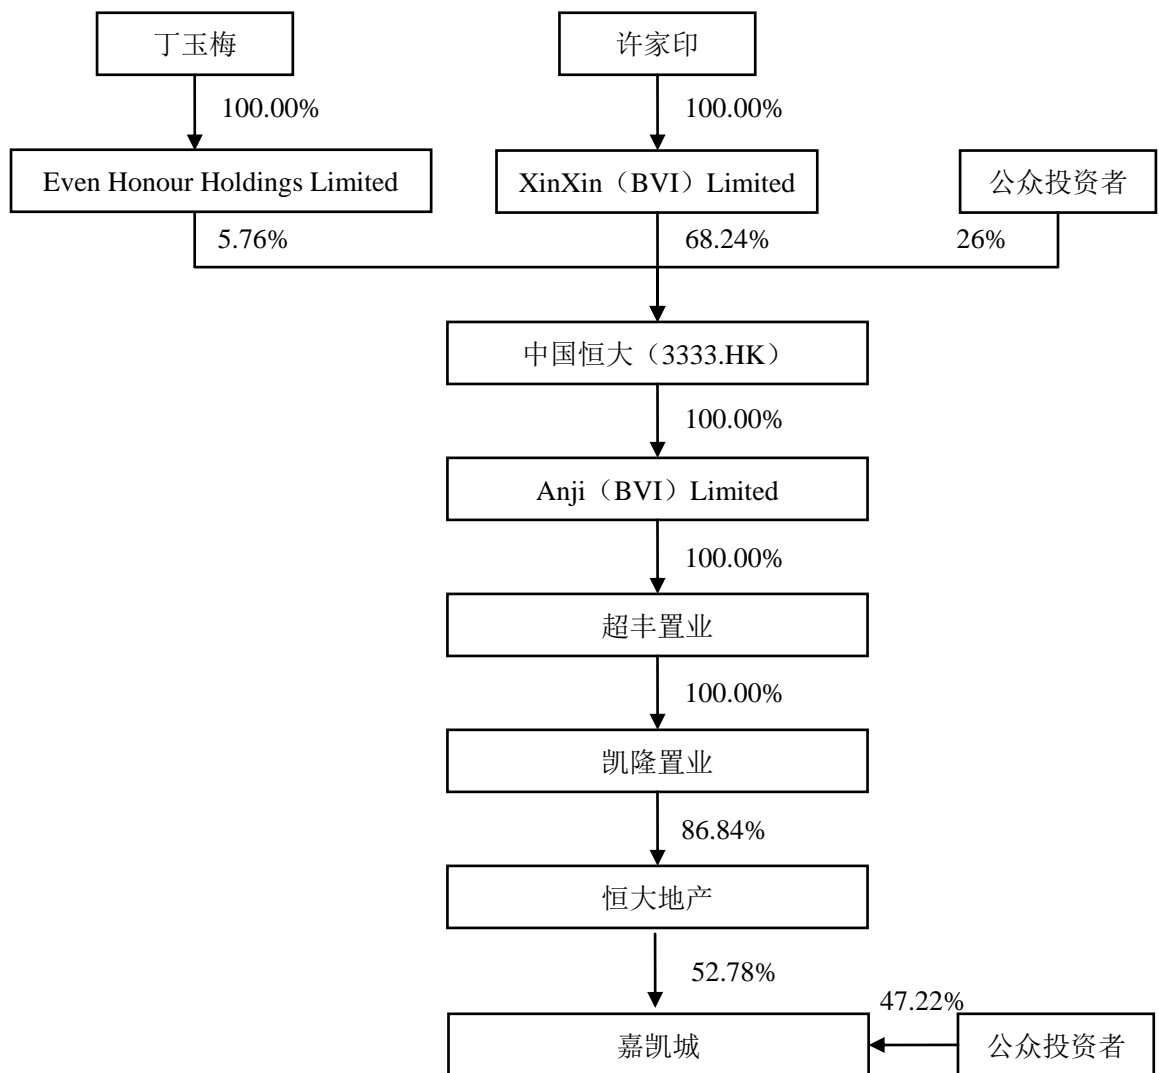 丁玉梅
许家印
100.00%
100.00%
Even Honour Holdings Limited
XinXin（BVI）Limited
公众投资者
5.76%
68.24%
26%
中国恒大（3333.HK）
100.00%
Anji（BVI）Limited
100.00%
超丰置业
100.00%
凯隆置业
86.84%
恒大地产
52.78%
47.22%
嘉凯城
公众投资者